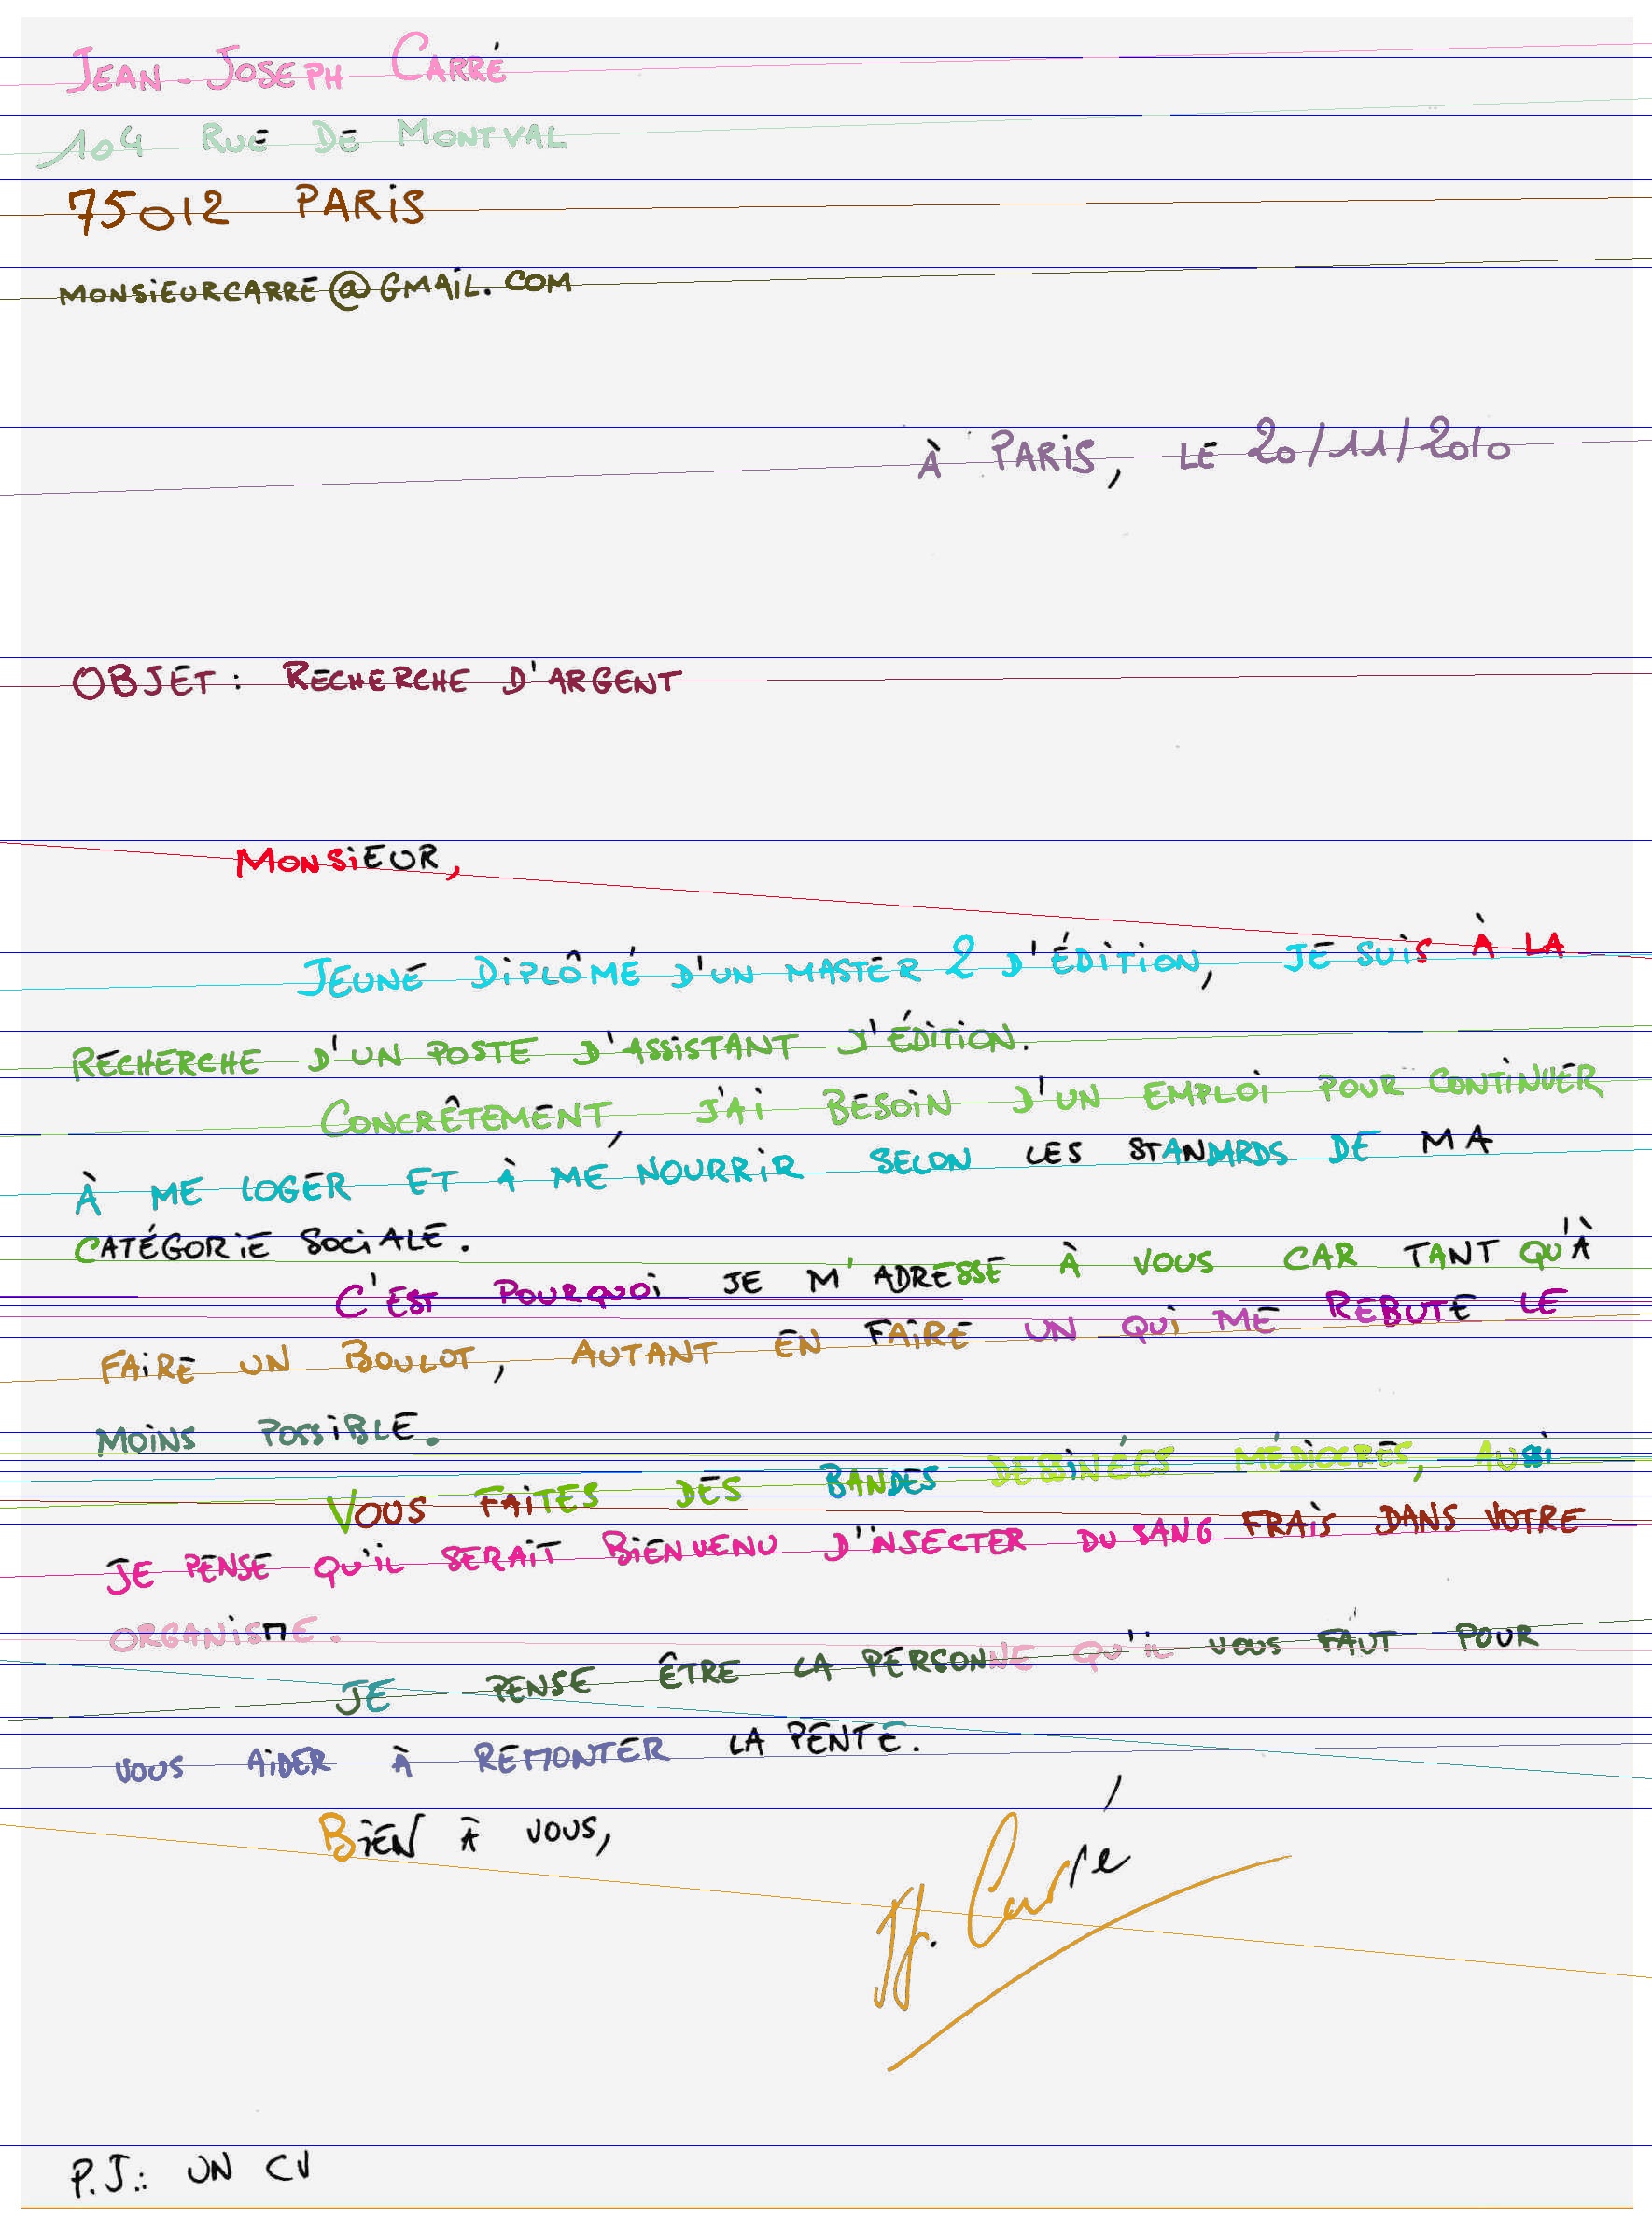 JEAN-JOSEPH CARRÉ
104 RUE DE MONTVAL
75012 PARIS
MONSIEURCARRE@GMAIL.COM
À PARIS, LE 20/11/2010
OBJET : RECHERCHE D'ARGENT
MONSIEUR,
JEUNE DIPLÔMÉ D'UN MASTER 2 D'ÉDITION, JE SUIS À LA
RECHERCHE D'UN POSTE D'ASSISTANT D'ÉDITION.
CONCRÊTEMENT, J'AI BESOIN D'UN EMPLOI POUR CONTINUER
À ME LOGER ET À ME NOURRIR SELON LES STANDARDS DE MA
CATÉGORIE SOCIALE.
C'EST POURQUOI JE M'ADRESSE À VOUS CAR TANT QU'À
FAIRE UN BOULOT, AUTANT EN FAIRE UN QUI ME REBUTE LE
MOINS POSSIBLE.
VOUS FAITES DES BANDES DESSINÉES MÉDIOCRES, AUSSI
JE PENSE QU'IL SERAIT BIENVENU D'INJECTER DU SANG FRAIS DANS VOTRE
ORGANISME.
JE PENSE ÊTRE LA PERSONNE QU'IL VOUS FAUT POUR
VOUS AIDER À REMONTER LA PENTE.
BIEN À VOUS,
JJ. Carré
P.J.: UN CV